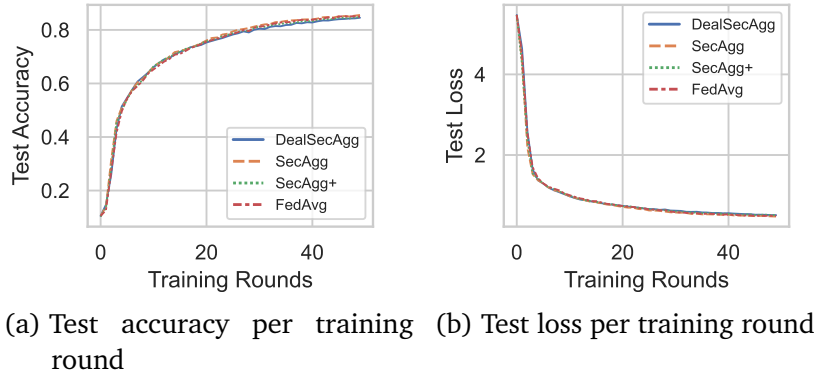 Test Accuracy
0.8
0.6
0.4
0.2
0
20
40
Training Rounds
DealSecAgg
SecAgg
SecAgg+
FedAvg
(a) Test accuracy per training
round
Test Loss
4
2
0
20
40
Training Rounds
DealSecAgg
SecAgg
SecAgg+
FedAvg
(b) Test loss per training round